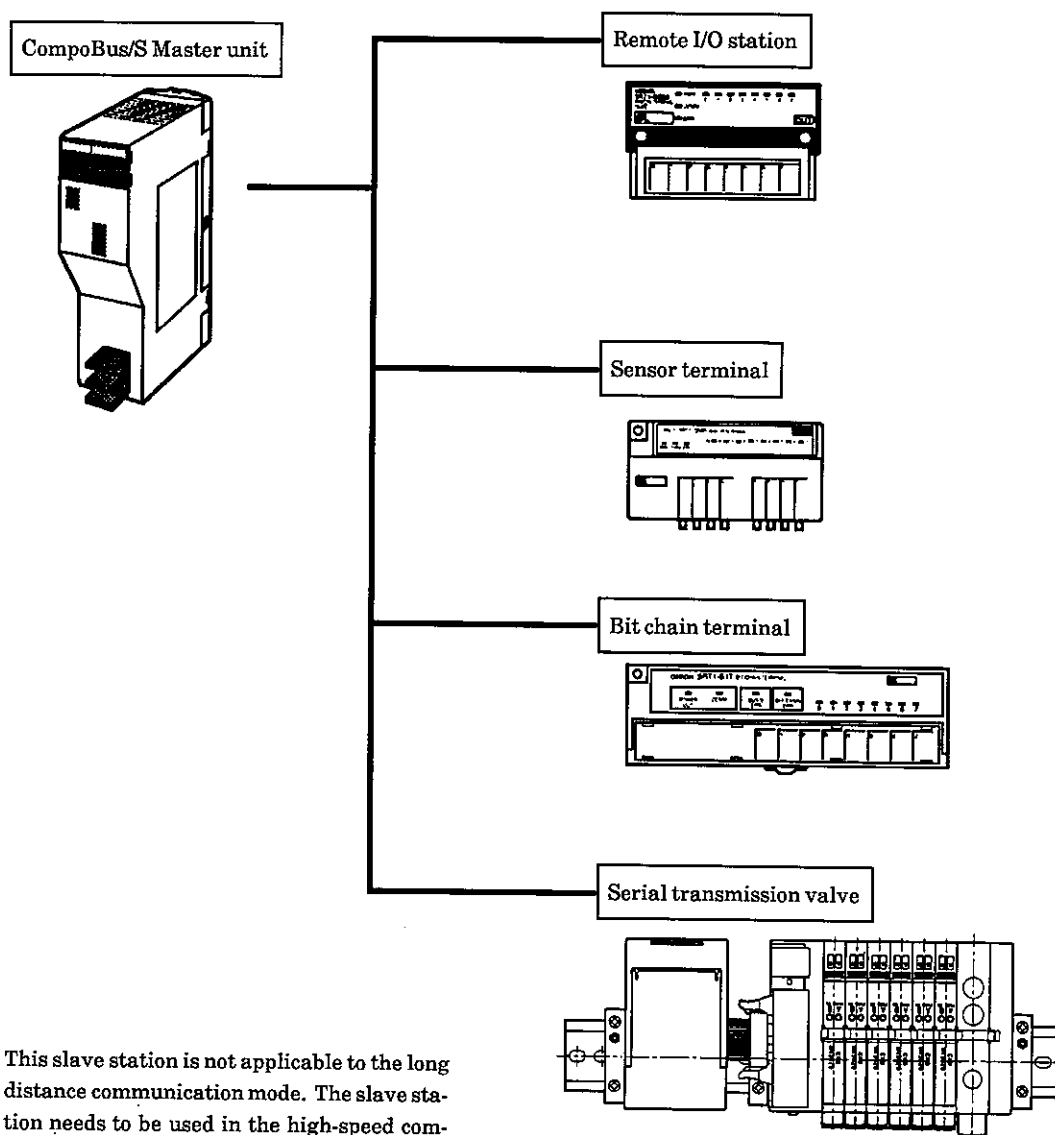 CompoBus/S Master unit
Remote I/O station
Sensor terminal
Bit chain terminal
Serial transmission valve
This slave station is not applicable to the long
distance communication mode. The slave sta-
tion needs to be used in the high-speed com-